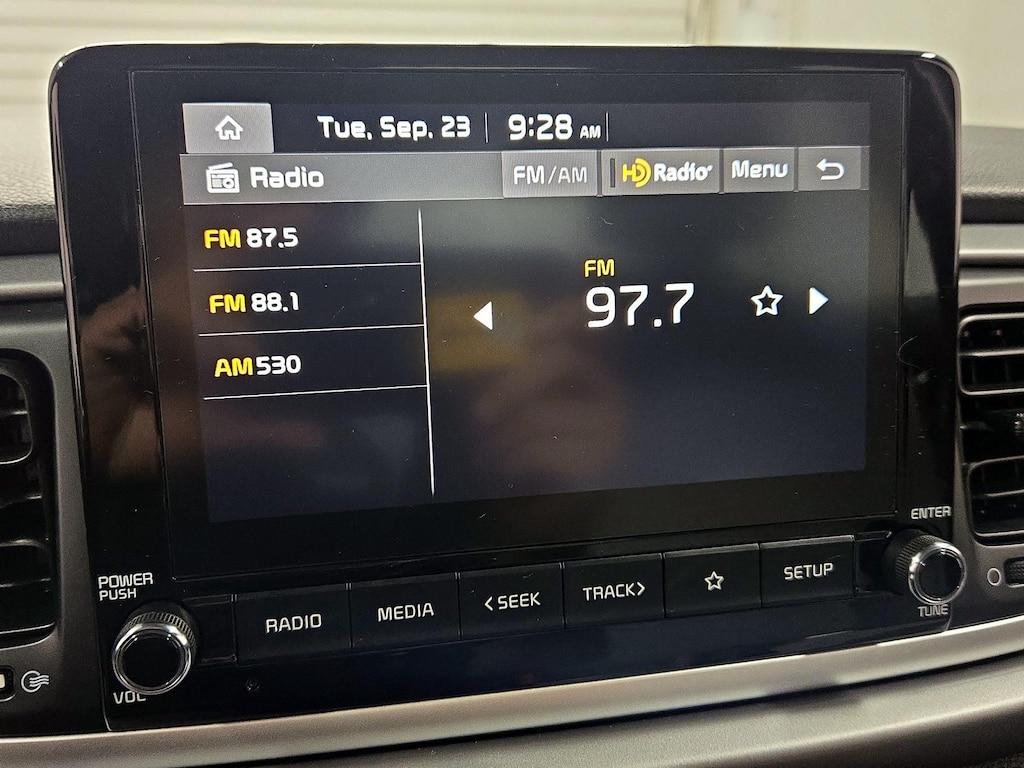 Tue, Sep. 23 9:28 AM
Radio FM/AM HD Radio Menu
FM 87.5
FM 88.1
AM 530
FM
97.7
POWER
PUSH
VOL
RADIO MEDIA <SEEK TRACK> SETUP
ENTER
TUNE